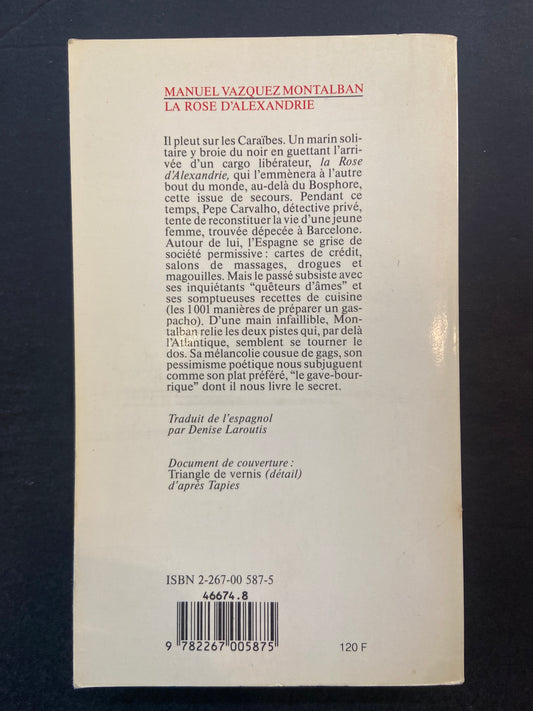 MANUEL VAZQUEZ MONTALBAN
LA ROSE D'ALEXANDRIE
Il pleut sur les Caraïbes. Un marin soli-
taire y broie du noir en guettant l'arri-
vée d'un cargo libérateur, la Rose
d'Alexandrie, qui l'emmènera à l'autre
bout du monde, au-delà du Bosphore,
cette issue de secours. Pendant ce
temps, Pepe Carvalho, détective privé,
tente de reconstituer la vie d'une jeune
femme, trouvée dépecée à Barcelone.
Autour de lui, l'Espagne se grise de
société permissive : cartes de crédit,
salons de massages, drogues et
magouilles. Mais le passé subsiste avec
ses inquiétants "quêteurs d'âmes" et
ses somptueuses recettes de cuisine
(les 1 001 manières de préparer un gas-
pacho). D'une main infaillible, Mon-
talban relie les deux pistes qui, par delà
l'Atlantique, semblent se tourner le
dos. Sa mélancolie cousue de gags, son
pessimisme poétique nous subjuguent
comme son plat préféré, "le gave-bour-
rique" dont il nous livre le secret.
Traduit de l'espagnol
par Denise Laroutis
Document de couverture :
Triangle de vernis (détail)
d'après Tapies
ISBN 2-267-00 587-5
46674.8
9 782267 005875
120 F